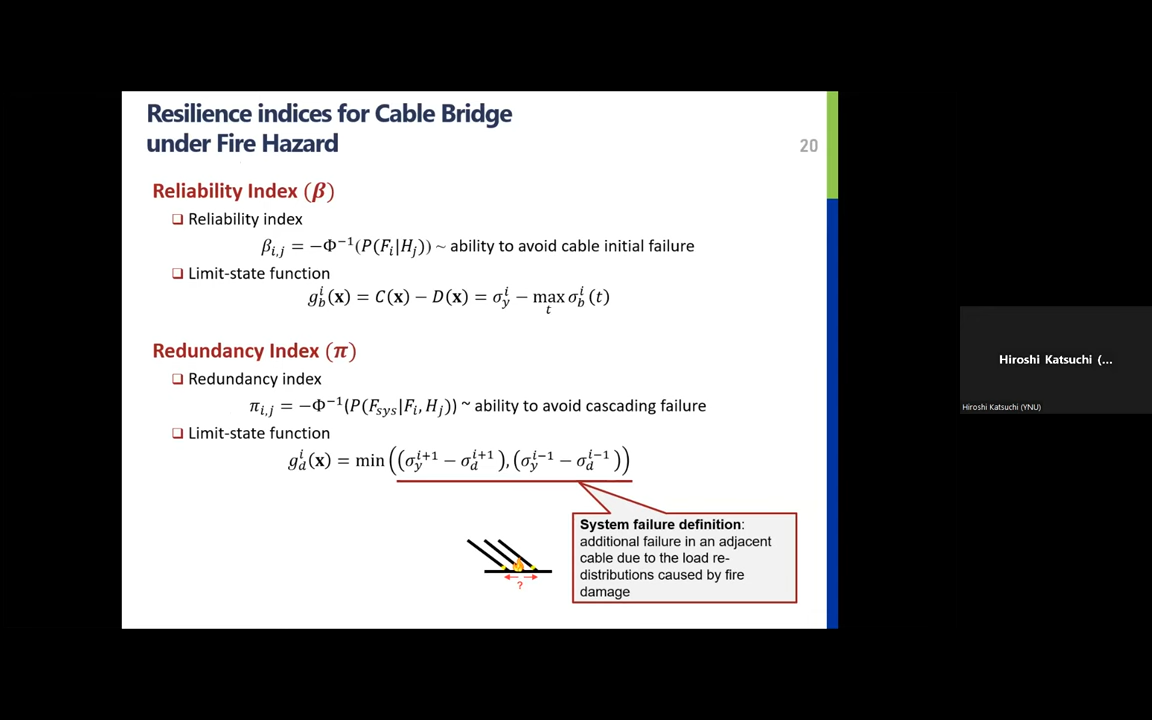 Resilience indices for Cable Bridge
under Fire Hazard
20
Reliability Index (β)
Reliability index
β_{i,j} = −Φ^{−1}(P(F_i|H_j)) ~ ability to avoid cable initial failure
Limit-state function
g_b^i(𝐱) = C(𝐱) − D(𝐱) = σ_y^i − max_t σ_b^i(t)
Redundancy Index (π)
Redundancy index
π_{i,j} = −Φ^{−1}(P(F_{sys}|F_i, H_j)) ~ ability to avoid cascading failure
Limit-state function
g_d^i(𝐱) = min((σ_y^{i+1} − σ_d^{i+1}), (σ_y^{i−1} − σ_d^{i−1}))
System failure definition:
additional failure in an adjacent
cable due to the load re-
distributions caused by fire
damage
?
Hiroshi Katsuchi (...
Hiroshi Katsuchi (YNU)